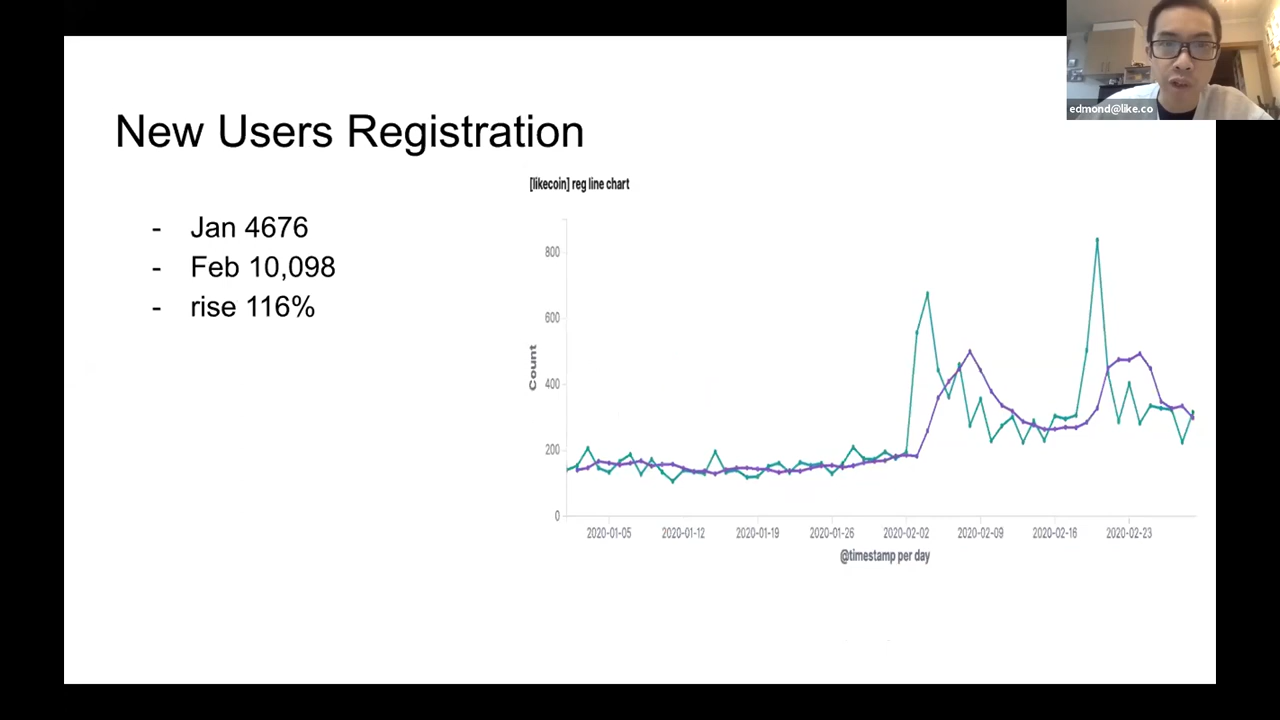 New Users Registration
edmond@like.co
- Jan 4676
- Feb 10,098
- rise 116%
[likecoin] reg line chart
800
600
400
200
0
Count
2020-01-05 2020-01-12 2020-01-19 2020-01-26 2020-02-02 2020-02-09 2020-02-16 2020-02-23
@timestamp per day